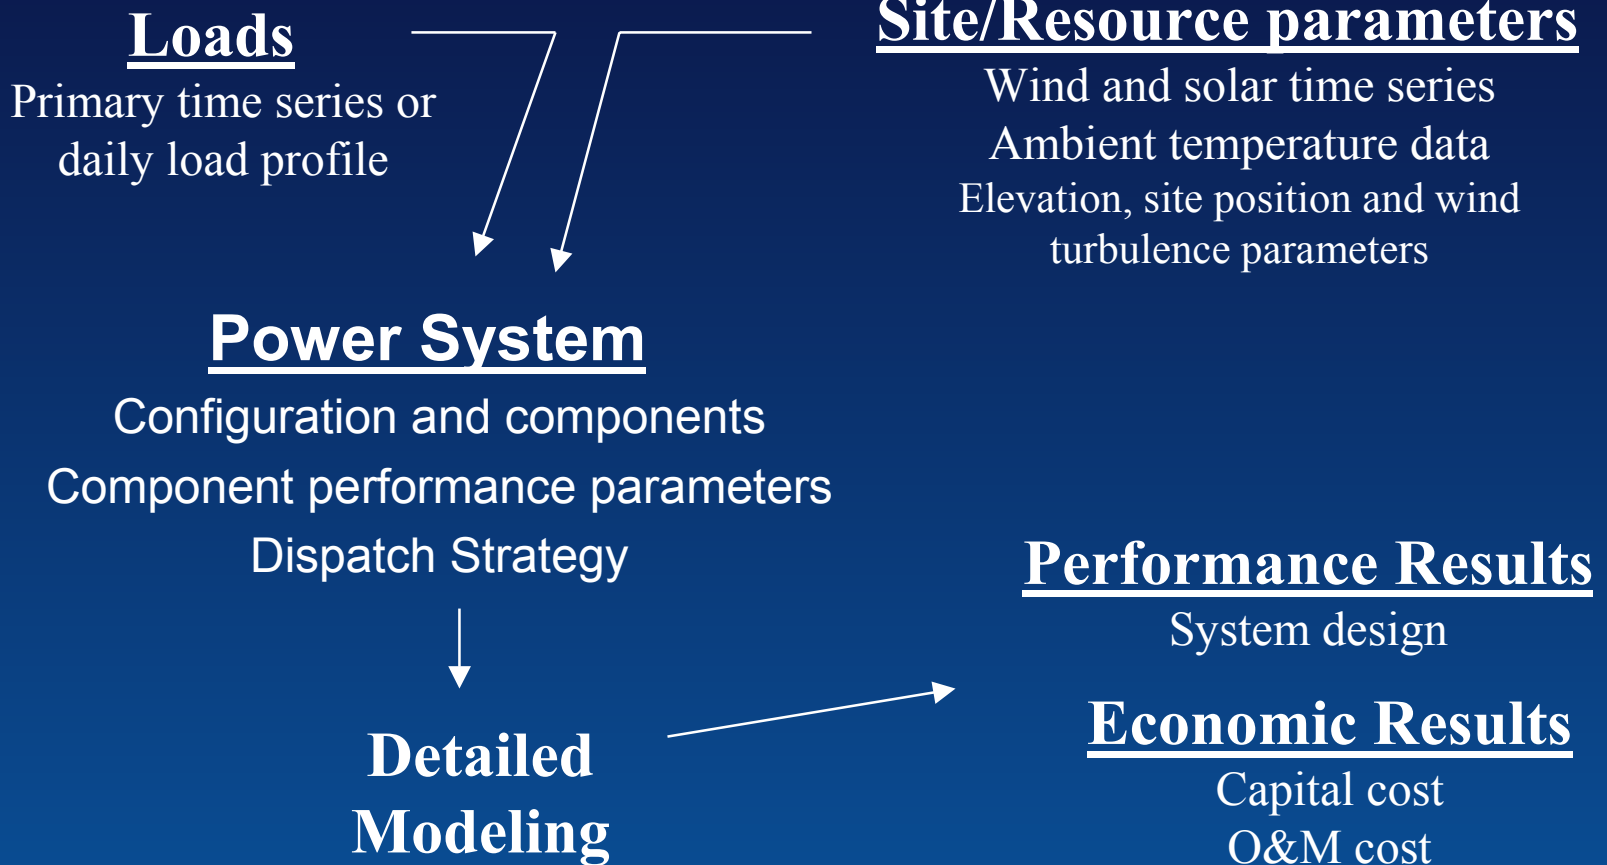 Loads
Primary time series or
daily load profile
Site/Resource parameters
Wind and solar time series
Ambient temperature data
Elevation, site position and wind
turbulence parameters
Power System
Configuration and components
Component performance parameters
Dispatch Strategy
Detailed
Modeling
Performance Results
System design
Economic Results
Capital cost
O&M cost